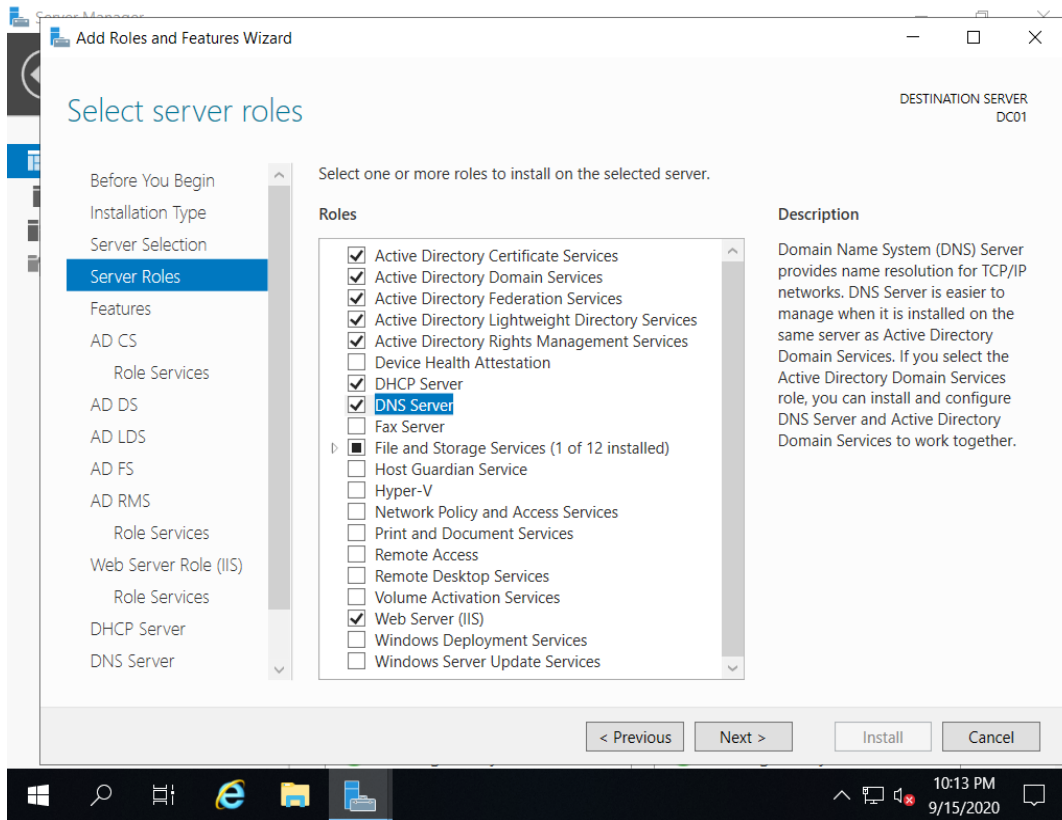 Server Manager
Add Roles and Features Wizard
Select server roles
DESTINATION SERVER
DC01
Before You Begin
Installation Type
Server Selection
Server Roles
Features
AD CS
Role Services
AD DS
AD LDS
AD FS
AD RMS
Role Services
Web Server Role (IIS)
Role Services
DHCP Server
DNS Server
Select one or more roles to install on the selected server.
Roles
Active Directory Certificate Services
Active Directory Domain Services
Active Directory Federation Services
Active Directory Lightweight Directory Services
Active Directory Rights Management Services
Device Health Attestation
DHCP Server
DNS Server
Fax Server
File and Storage Services (1 of 12 installed)
Host Guardian Service
Hyper-V
Network Policy and Access Services
Print and Document Services
Remote Access
Remote Desktop Services
Volume Activation Services
Web Server (IIS)
Windows Deployment Services
Windows Server Update Services
Description
Domain Name System (DNS) Server
provides name resolution for TCP/IP
networks. DNS Server is easier to
manage when it is installed on the
same server as Active Directory
Domain Services. If you select the
Active Directory Domain Services
role, you can install and configure
DNS Server and Active Directory
Domain Services to work together.
< Previous
Next >
Install
Cancel
10:13 PM
9/15/2020